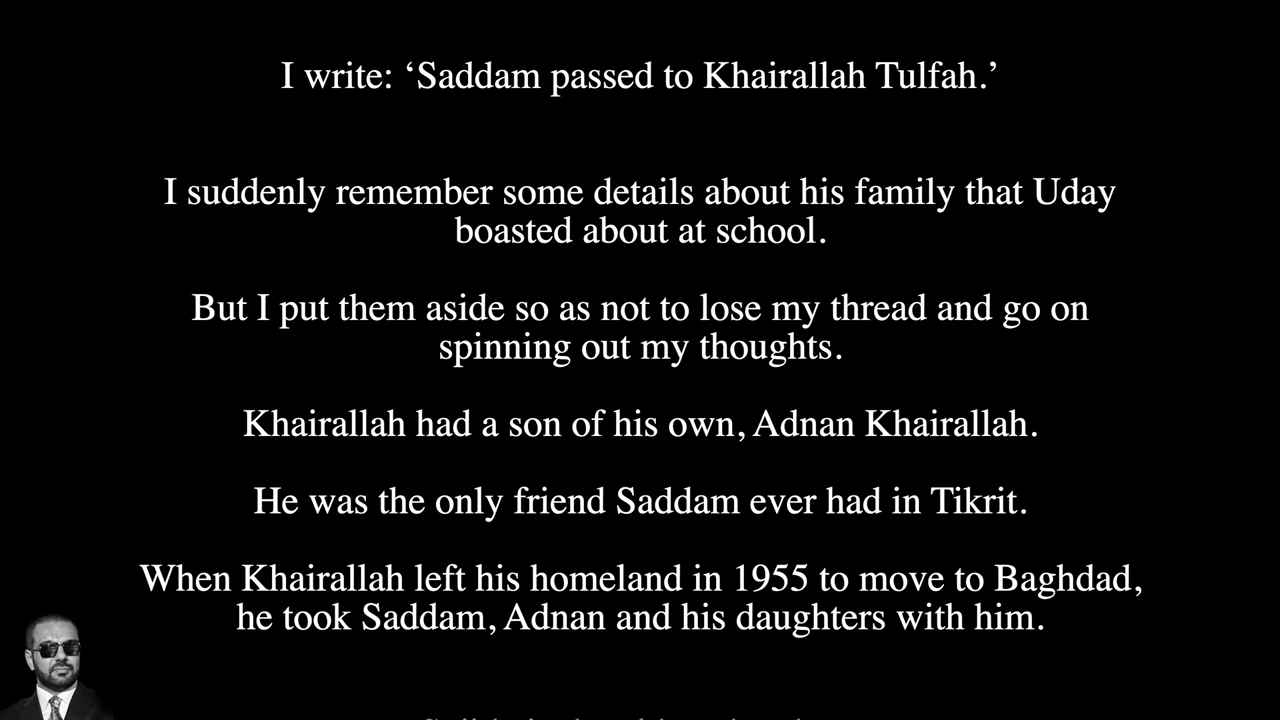 I write: ‘Saddam passed to Khairallah Tulfah.’
I suddenly remember some details about his family that Uday
boasted about at school.
But I put them aside so as not to lose my thread and go on
spinning out my thoughts.
Khairallah had a son of his own, Adnan Khairallah.
He was the only friend Saddam ever had in Tikrit.
When Khairallah left his homeland in 1955 to move to Baghdad,
he took Saddam, Adnan and his daughters with him.